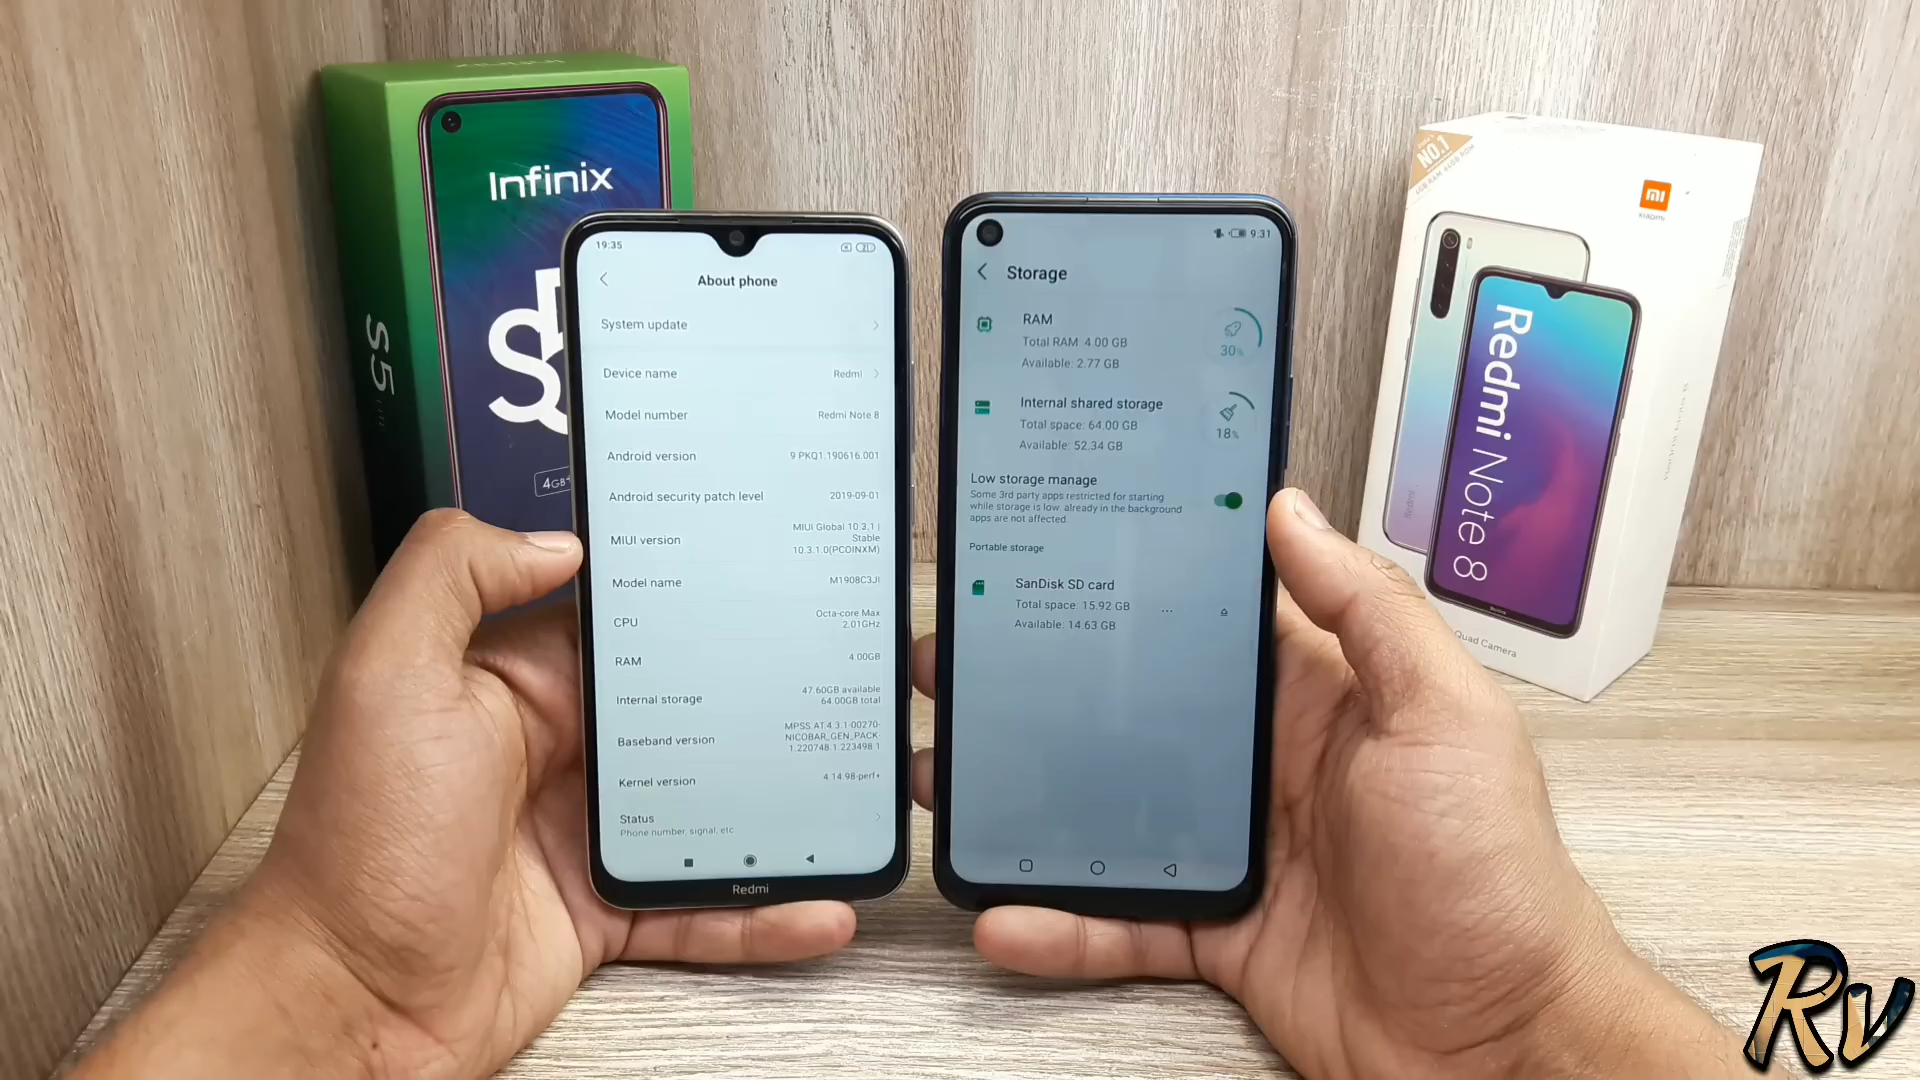 Infinix
S5
S5
4GB+
19:35
About phone
System update
Device name
Redmi
Model number
Redmi Note 8
Android version
9 PKQ1.190616.001
Android security patch level
2019-09-01
MIUI version
MIUI Global 10.3.1 |
Stable
10.3.1.0(PCOINXM)
Model name
M1908C3JI
CPU
Octa-core Max
2.01GHz
RAM
4.00GB
Internal storage
47.60GB available
64.00GB total
Baseband version
MPSS.AT.4.3.1-00270-
NICOBAR_GEN_PACK-
1.220748.1.223498.1
Kernel version
4.14.98-perf+
Status
Phone number, signal, etc
Redmi
9:31
Storage
RAM
Total RAM 4.00 GB
Available: 2.77 GB
30%
Internal shared storage
Total space: 64.00 GB
Available: 52.34 GB
18%
Low storage manage
Some 3rd party apps restricted for starting
while storage is low. already in the background
apps are not affected.
Portable storage
SanDisk SD card
Total space: 15.92 GB
Available: 14.63 GB
NO.1
mi
xiaomi
Redmi Note 8
Redmi
Quad Camera
RV